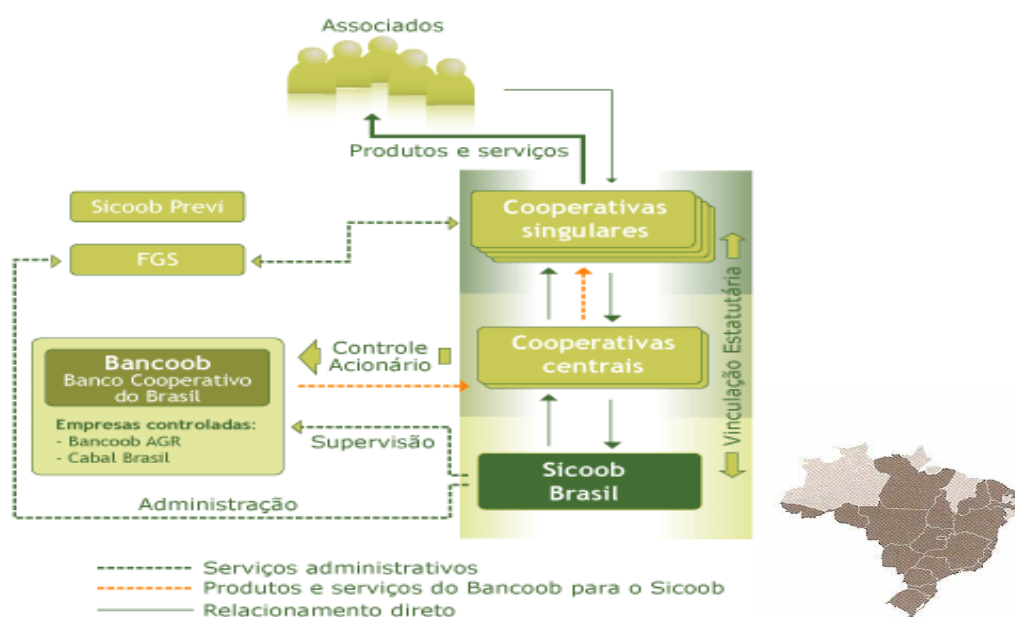 Associados
Produtos e serviços
Sicoob Previ
FGS
Cooperativas
singulares
Vinculação Estatutária
Controle
Acionário
Cooperativas
centrais
Bancoob
Banco Cooperativo
do Brasil
Empresas controladas:
- Bancoob AGR
- Cabal Brasil
Supervisão
Sicoob
Brasil
Administração
Serviços administrativos
Produtos e serviços do Bancoob para o Sicoob
Relacionamento direto